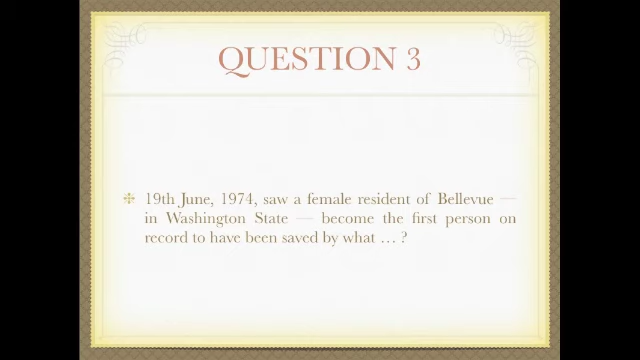 QUESTION 3
19th June, 1974, saw a female resident of Bellevue —
in Washington State — become the first person on
record to have been saved by what … ?